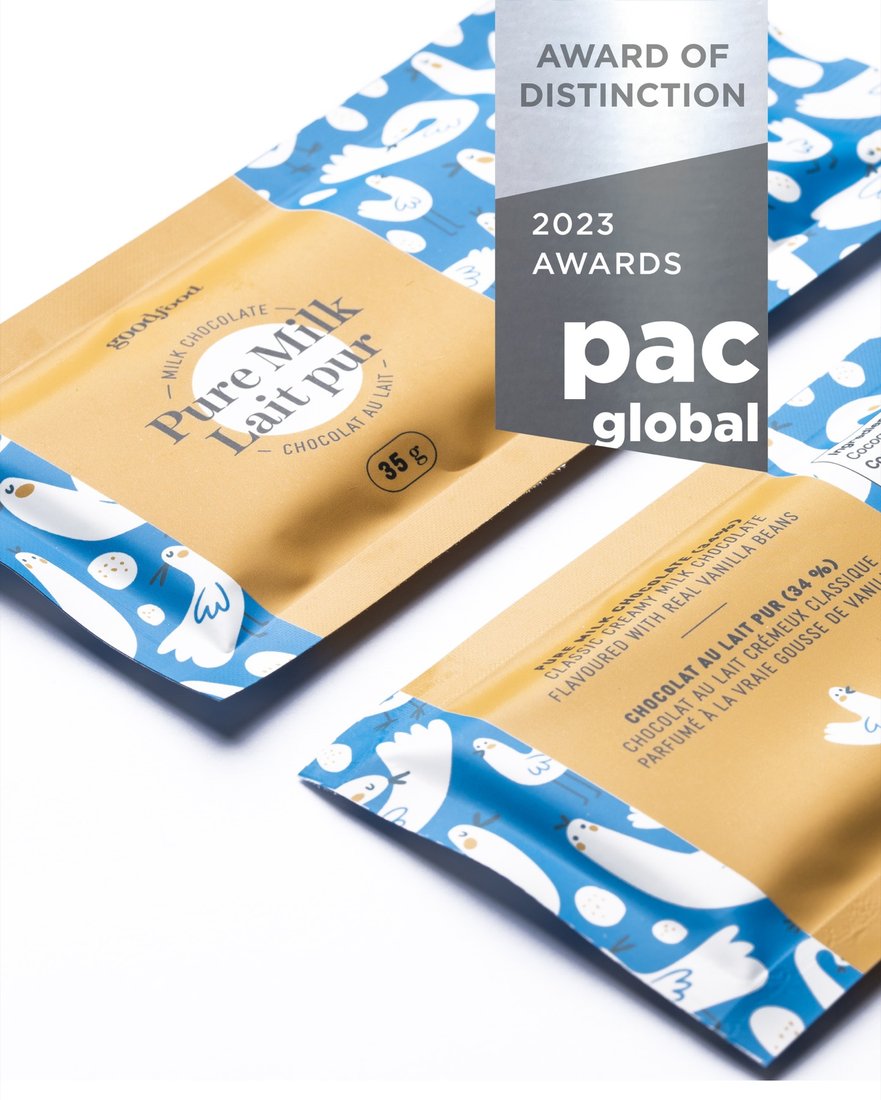 AWARD OF
DISTINCTION
2023
AWARDS
pac
global
goodfood
MILK CHOCOLATE
Pure Milk
Lait pur
CHOCOLAT AU LAIT
35 g
PURE MILK CHOCOLATE (34%)
CLASSIC CREAMY MILK CHOCOLATE
FLAVOURED WITH REAL VANILLA BEANS
CHOCOLAT AU LAIT PUR (34 %)
CHOCOLAT AU LAIT CRÉMEUX CLASSIQUE
PARFUMÉ À LA VRAIE GOUSSE DE